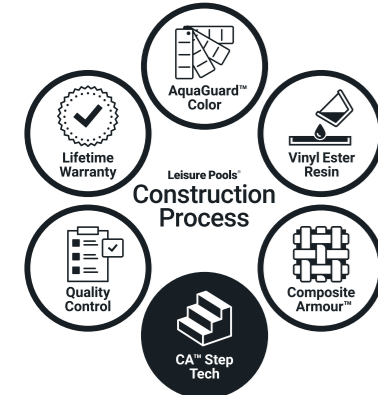 AquaGuard™
Color
Lifetime
Warranty
Vinyl Ester
Resin
Leisure Pools®
Construction
Process
Quality
Control
Composite
Armour™
CA™ Step
Tech